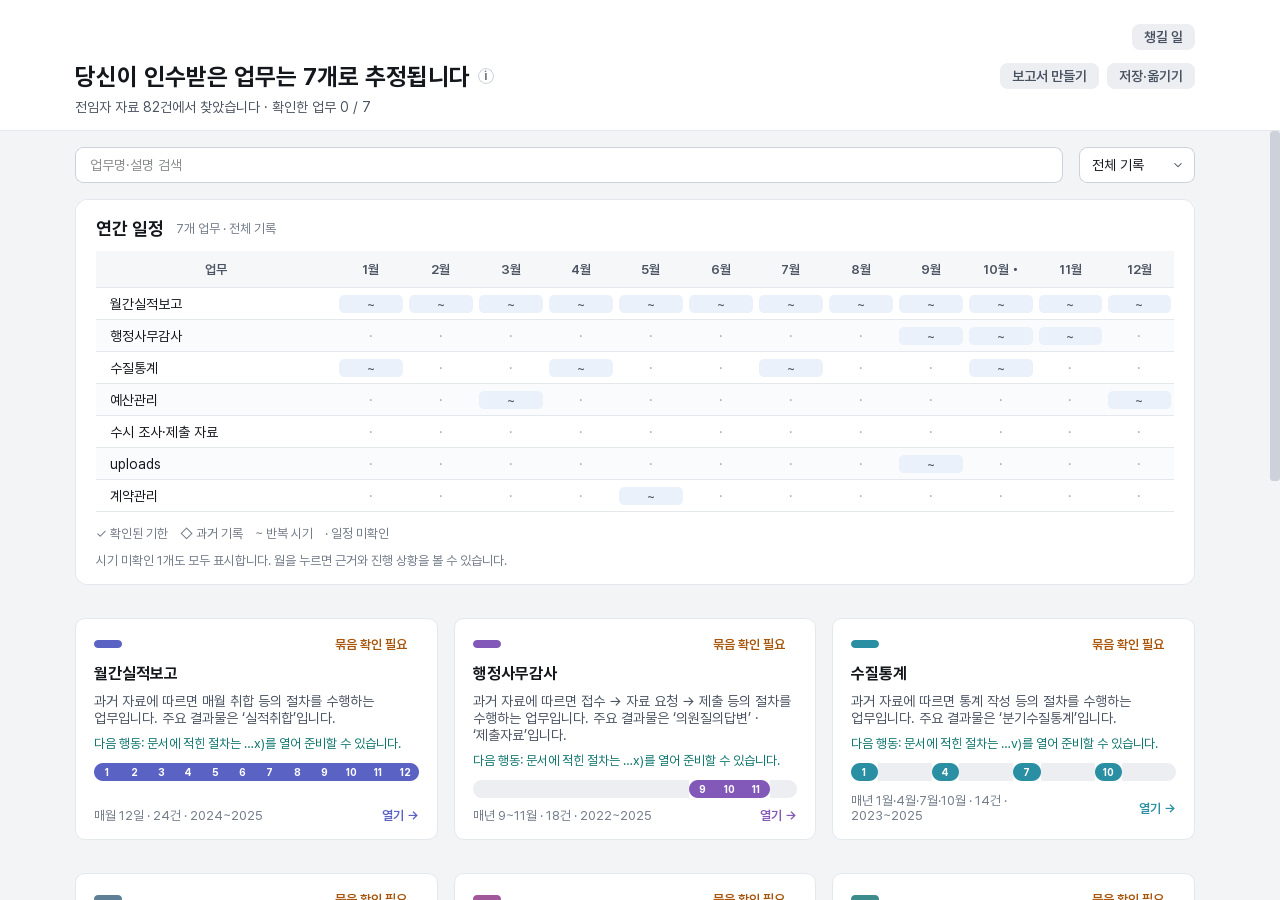 챙길 일
당신이 인수받은 업무는 7개로 추정됩니다 i
보고서 만들기 저장·옮기기
전임자 자료 82건에서 찾았습니다 · 확인한 업무 0 / 7
업무명·설명 검색
전체 기록
연간 일정 7개 업무 · 전체 기록
업무 1월 2월 3월 4월 5월 6월 7월 8월 9월 10월 • 11월 12월
월간실적보고 ~ ~ ~ ~ ~ ~ ~ ~ ~ ~ ~ ~
행정사무감사 · · · · · · · · ~ ~ ~ ·
수질통계 ~ · · ~ · · ~ · · ~ · ·
예산관리 · · ~ · · · · · · · · ~
수시 조사·제출 자료 · · · · · · · · · · · ·
uploads · · · · · · · · ~ · · ·
계약관리 · · · · ~ · · · · · · ·
✓ 확인된 기한 ◇ 과거 기록 ~ 반복 시기 · 일정 미확인
시기 미확인 1개도 모두 표시합니다. 월을 누르면 근거와 진행 상황을 볼 수 있습니다.
묶음 확인 필요
월간실적보고
과거 자료에 따르면 매월 취합 등의 절차를 수행하는
업무입니다. 주요 결과물은 ‘실적취합’입니다.
다음 행동: 문서에 적힌 절차는 …x)를 열어 준비할 수 있습니다.
1 2 3 4 5 6 7 8 9 10 11 12
매월 12일 · 24건 · 2024~2025
열기 →
묶음 확인 필요
행정사무감사
과거 자료에 따르면 접수 → 자료 요청 → 제출 등의 절차를
수행하는 업무입니다. 주요 결과물은 ‘의원질의답변’ ·
‘제출자료’입니다.
다음 행동: 문서에 적힌 절차는 …x)를 열어 준비할 수 있습니다.
9 10 11
매년 9~11월 · 18건 · 2022~2025
열기 →
묶음 확인 필요
수질통계
과거 자료에 따르면 통계 작성 등의 절차를 수행하는
업무입니다. 주요 결과물은 ‘분기수질통계’입니다.
다음 행동: 문서에 적힌 절차는 …v)를 열어 준비할 수 있습니다.
1 4 7 10
매년 1월·4월·7월·10월 · 14건 ·
2023~2025
열기 →
묶음 확인 필요
묶음 확인 필요
묶음 확인 필요